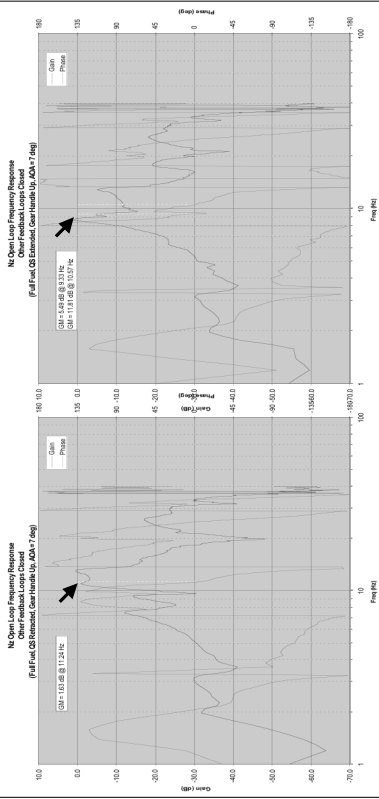 Nz Open Loop Frequency Response
Other Feedback Loops Closed
(Full Fuel, QS Retracted, Gear Handle Up, AOA = 7 deg)
GM = 1.63 dB @ 11.24 Hz
Gain
Phase
10.0
0.0
-10.0
-20.0
-30.0
-40.0
-50.0
-60.0
-70.0
Gain (dB)
1
10
100
Freq (Hz)
180
135
90
45
0
-45
-90
-135
-180
Phase (deg)
Nz Open Loop Frequency Response
Other Feedback Loops Closed
(Full Fuel, QS Extended, Gear Handle Up, AOA = 7 deg)
GM = 5.49 dB @ 9.33 Hz
GM = 11.81 dB @ 10.57 Hz
Gain
Phase
10.0
0.0
-10.0
-20.0
-30.0
-40.0
-50.0
-60.0
-70.0
Gain (dB)
1
10
100
Freq (Hz)
180
135
90
45
0
-45
-90
-135
-180
Phase (deg)